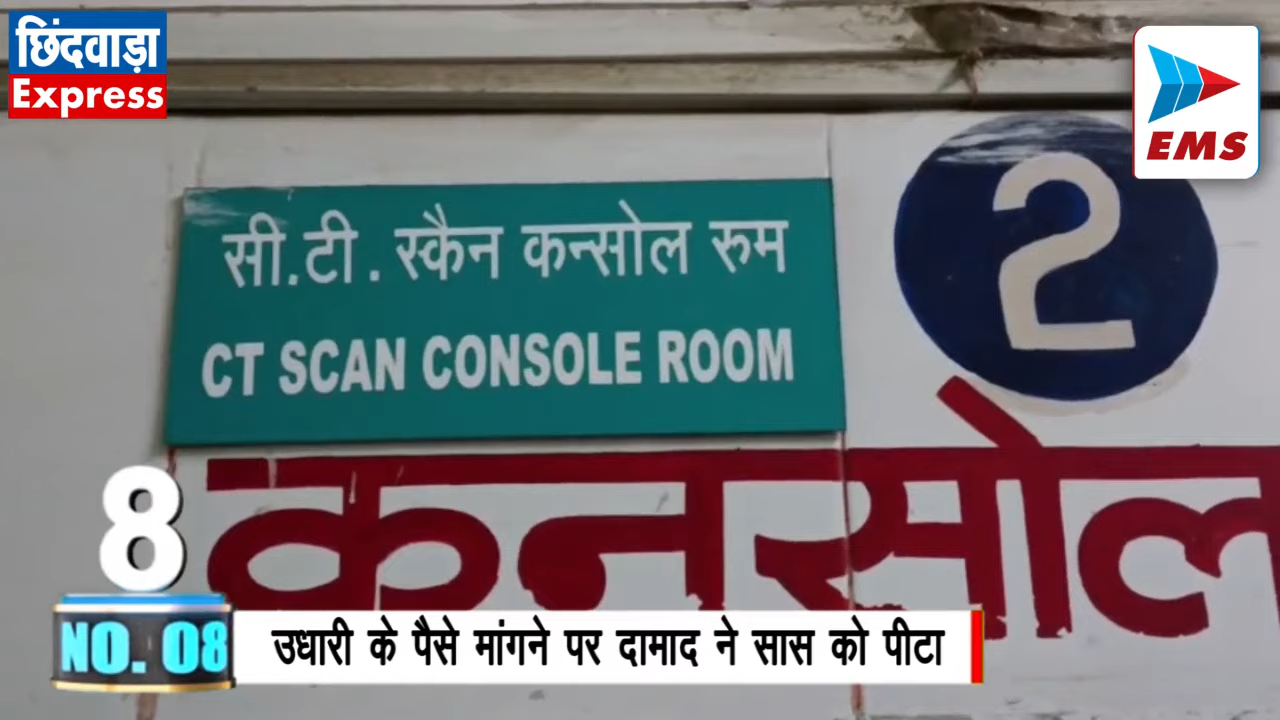 छिंदवाड़ा
Express
EMS
2
सी.टी. स्कैन कन्सोल रुम
CT SCAN CONSOLE ROOM
कनसोल
8
NO. 08
उधारी के पैसे मांगने पर दामाद ने सास को पीटा